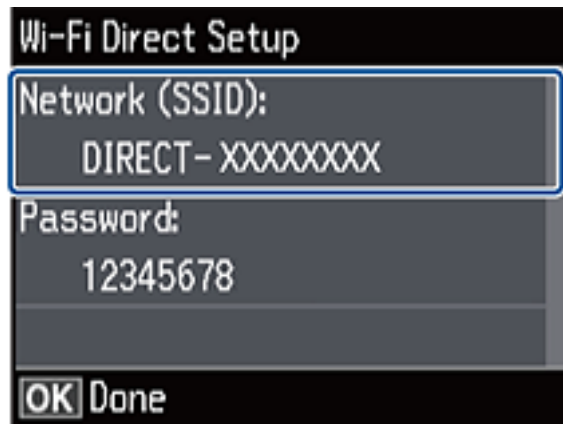 Wi-Fi Direct Setup
Network (SSID):
DIRECT-XXXXXXXX
Password:
12345678
OK Done